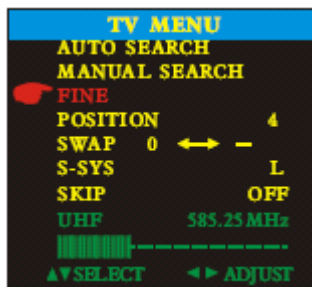 TV MENU
AUTO SEARCH
MANUAL SEARCH
FINE
POSITION 4
SWAP 0 ↔ –
S-SYS L
SKIP OFF
UHF 585.25 MHz
▲▼SELECT ◄► ADJUST